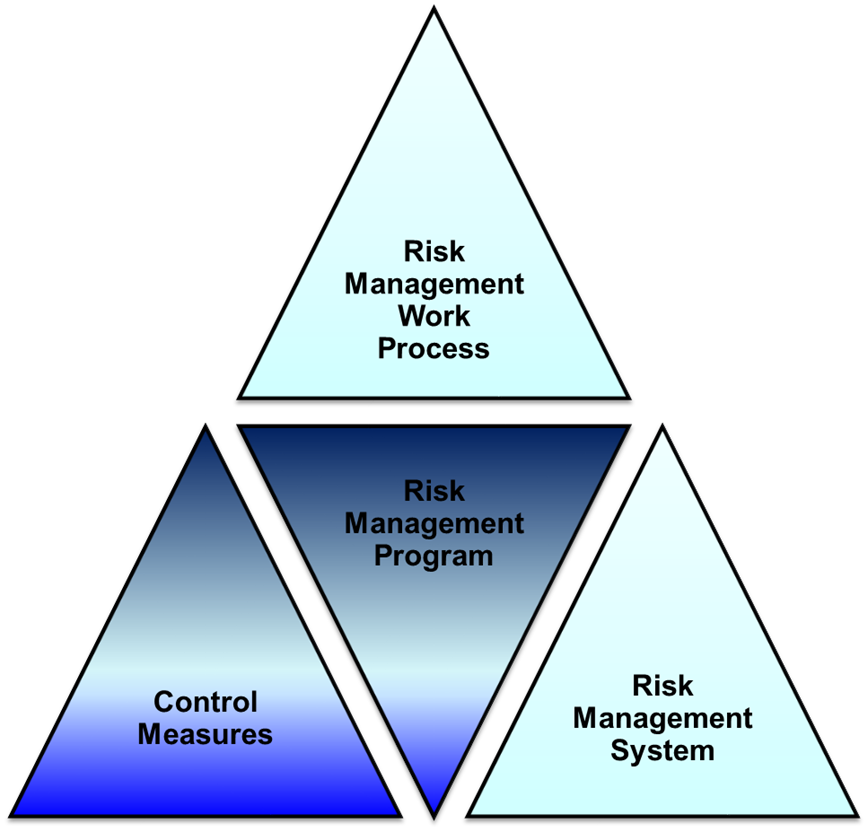 Risk
Management
Work
Process
Risk
Management
Program
Control
Measures
Risk
Management
System